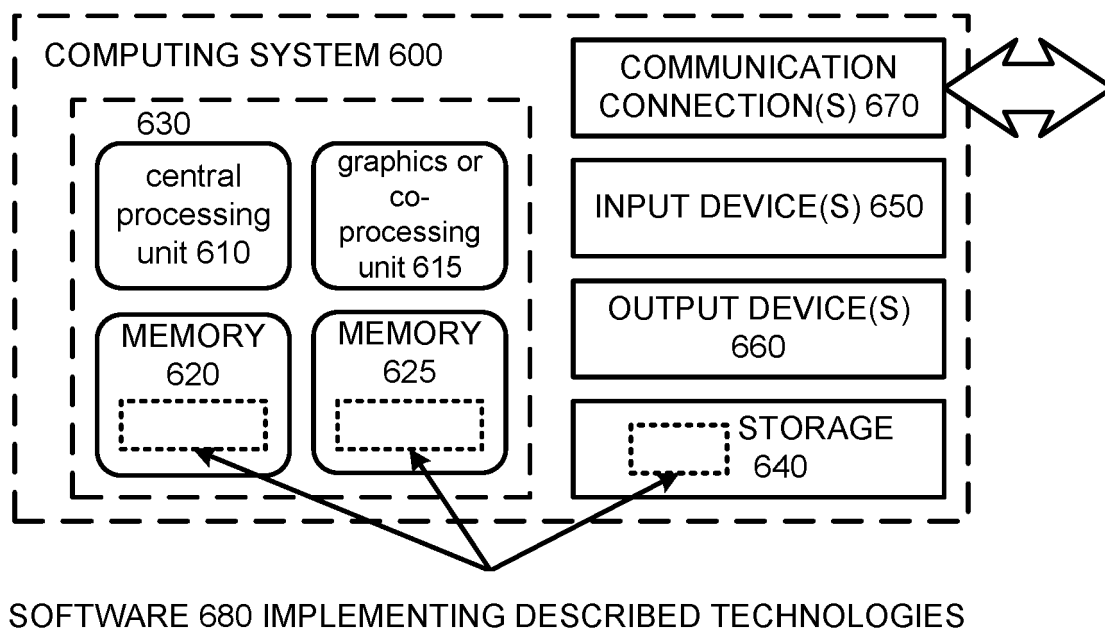 COMPUTING SYSTEM 600
630
central
processing
unit 610
graphics or
co-
processing
unit 615
MEMORY
620
MEMORY
625
COMMUNICATION
CONNECTION(S) 670
INPUT DEVICE(S) 650
OUTPUT DEVICE(S)
660
STORAGE
640
SOFTWARE 680 IMPLEMENTING DESCRIBED TECHNOLOGIES